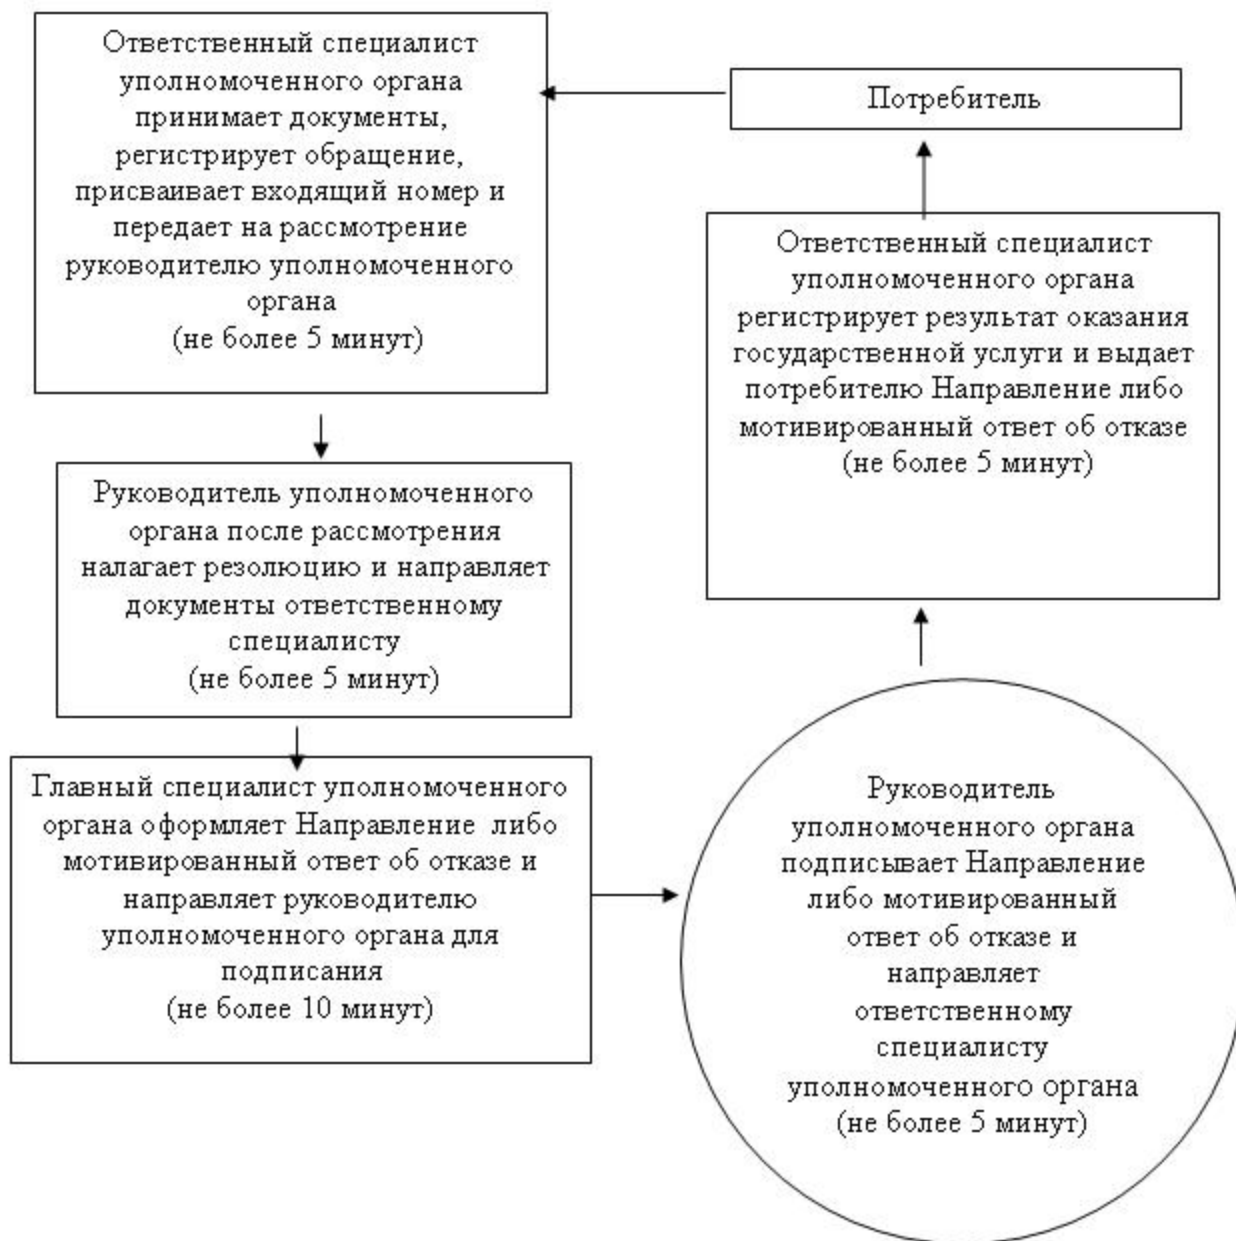 Ответственный специалист
уполномоченного органа
принимает документы,
регистрирует обращение,
присваивает входящий номер и
передает на рассмотрение
руководителю уполномоченного
органа
(не более 5 минут)
Потребитель
Ответственный специалист
уполномоченного органа
регистрирует результат оказания
государственной услуги и выдает
потребителю Направление либо
мотивированный ответ об отказе
(не более 5 минут)
Руководитель уполномоченного
органа после рассмотрения
налагает резолюцию и направляет
документы ответственному
специалисту
(не более 5 минут)
Главный специалист уполномоченного
органа оформляет Направление либо
мотивированный ответ об отказе и
направляет руководителю
уполномоченного органа для
подписания
(не более 10 минут)
Руководитель
уполномоченного органа
подписывает Направление
либо мотивированный
ответ об отказе и
направляет
ответственному
специалисту
уполномоченного органа
(не более 5 минут)